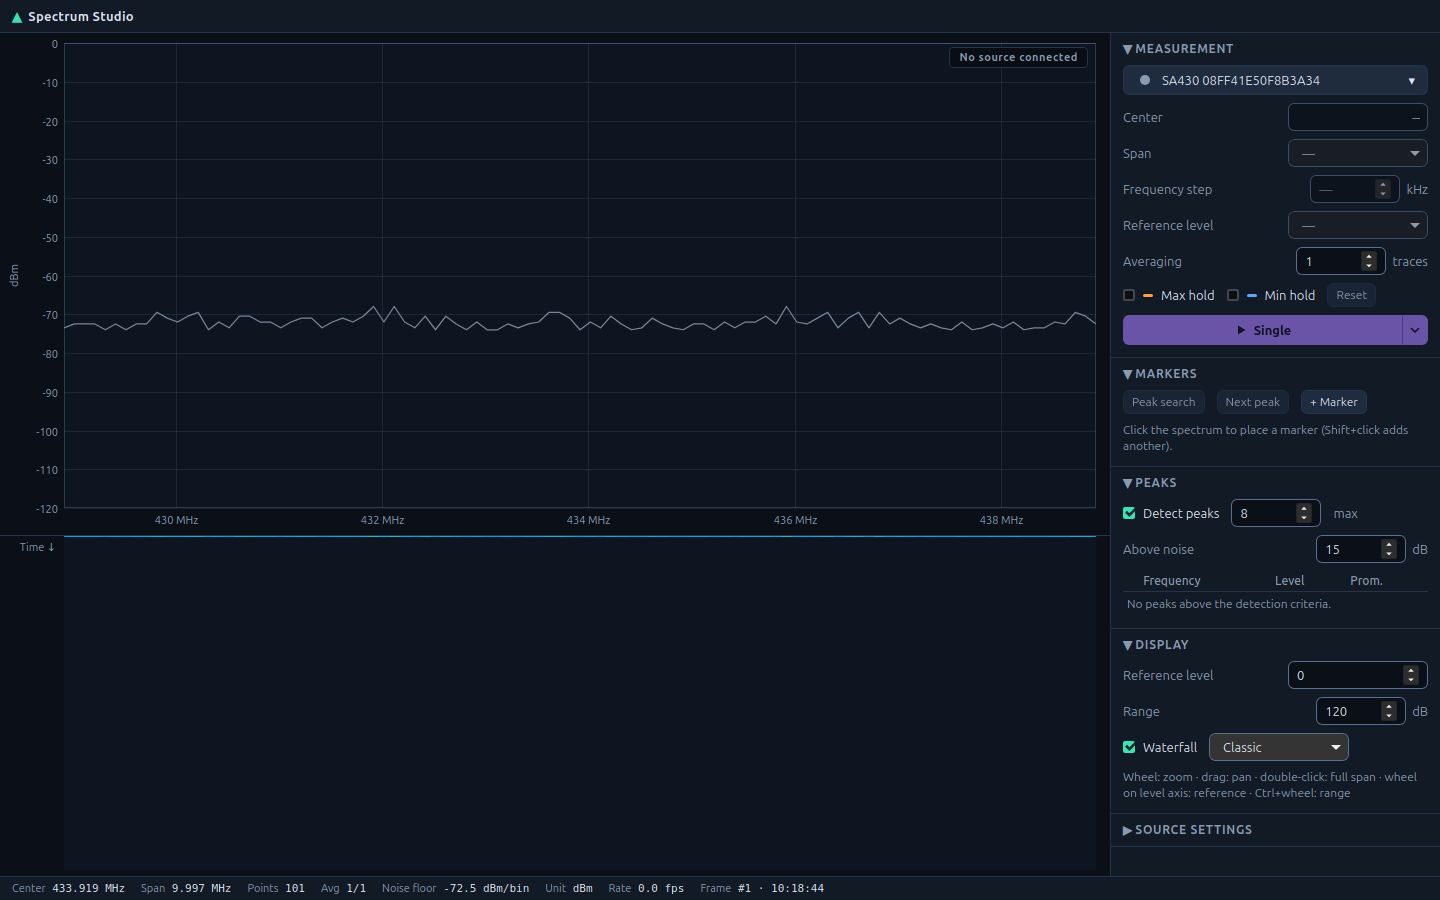 ▲ Spectrum Studio
No source connected
0
-10
-20
-30
-40
-50
-60
-70
-80
-90
-100
-110
-120
dBm
430 MHz 432 MHz 434 MHz 436 MHz 438 MHz
Time ↓
▼ MEASUREMENT
SA430 08FF41E50F8B3A34 ▾
Center –
Span —
Frequency step — kHz
Reference level —
Averaging 1 traces
Max hold Min hold Reset
▶ Single
▼ MARKERS
Peak search Next peak + Marker
Click the spectrum to place a marker (Shift+click adds
another).
▼ PEAKS
Detect peaks 8 max
Above noise 15 dB
Frequency Level Prom.
No peaks above the detection criteria.
▼ DISPLAY
Reference level 0
Range 120 dB
Waterfall Classic
Wheel: zoom · drag: pan · double-click: full span · wheel
on level axis: reference · Ctrl+wheel: range
▶ SOURCE SETTINGS
Center 433.919 MHz Span 9.997 MHz Points 101 Avg 1/1 Noise floor -72.5 dBm/bin Unit dBm Rate 0.0 fps Frame #1 · 10:18:44